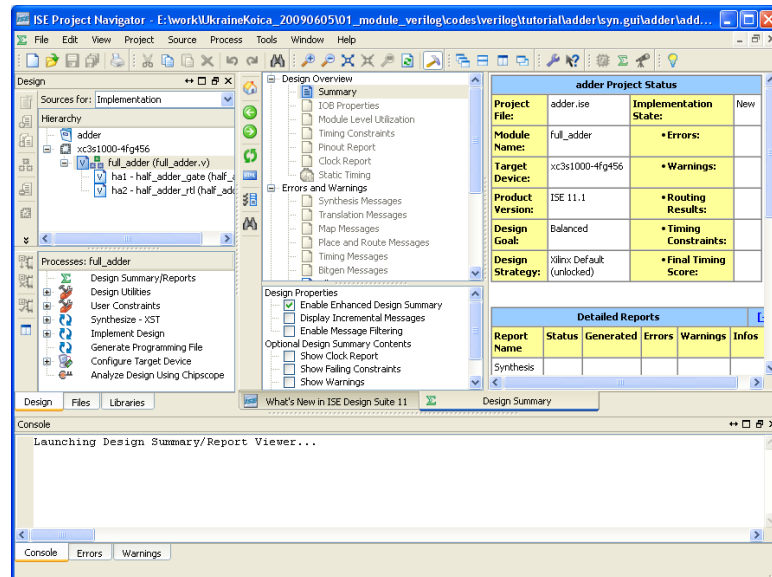 ISE Project Navigator - E:\work\UkraineKoica_20090605\01_module_verilog\codes\verilog\tutorial\adder\syn.gui\adder\add...
File Edit View Project Source Process Tools Window Help
Design
Sources for: Implementation
Hierarchy
adder
xc3s1000-4fg456
full_adder (full_adder.v)
ha1 - half_adder_gate (half_
ha2 - half_adder_rtl (half_add
Processes: full_adder
Design Summary/Reports
Design Utilities
User Constraints
Synthesize - XST
Implement Design
Generate Programming File
Configure Target Device
Analyze Design Using Chipscope
Design Files Libraries
Design Overview
Summary
IOB Properties
Module Level Utilization
Timing Constraints
Pinout Report
Clock Report
Static Timing
Errors and Warnings
Synthesis Messages
Translation Messages
Map Messages
Place and Route Messages
Timing Messages
Bitgen Messages
Design Properties
Enable Enhanced Design Summary
Display Incremental Messages
Enable Message Filtering
Optional Design Summary Contents
Show Clock Report
Show Failing Constraints
Show Warnings
adder Project Status
Project File: adder.ise Implementation State: New
Module Name: full_adder • Errors:
Target Device: xc3s1000-4fg456 • Warnings:
Product Version: ISE 11.1 • Routing Results:
Design Goal: Balanced • Timing Constraints:
Design Strategy: Xilinx Default (unlocked) • Final Timing Score:
Detailed Reports [-]
Report Name Status Generated Errors Warnings Infos
Synthesis
What's New in ISE Design Suite 11 Design Summary
Console
Launching Design Summary/Report Viewer...
Console Errors Warnings